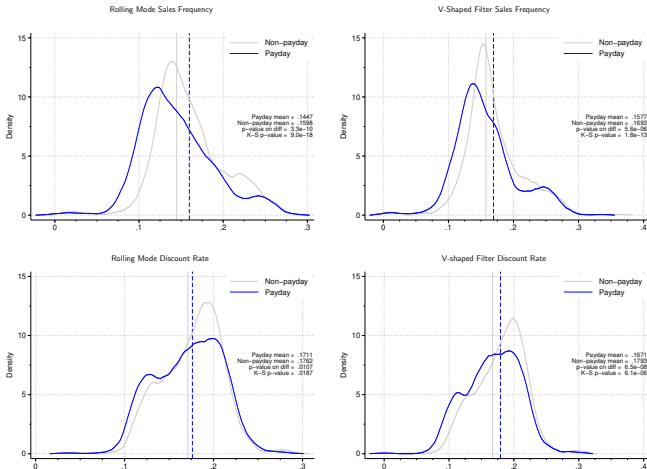 Rolling Mode Sales Frequency
15
10
5
0
Density
Non-payday
Payday
Payday mean = .1447
Non-payday mean = .1598
p-value on diff = 3.3e-10
K-S p-value = 9.0e-18
0
.1
.2
.3
V-Shaped Filter Sales Frequency
15
10
5
0
Density
Non-payday
Payday
Payday mean = .1577
Non-payday mean = .1693
p-value on diff = 5.6e-06
K-S p-value = 1.8e-13
0
.1
.2
.3
.4
Rolling Mode Discount Rate
15
10
5
0
Density
Non-payday
Payday
Payday mean = .1711
Non-payday mean = .1762
p-value on diff = .0107
K-S p-value = .0187
0
.1
.2
.3
V-shaped Filter Discount Rate
15
10
5
0
Density
Non-payday
Payday
Payday mean = .1671
Non-payday mean = .1793
p-value on diff = 6.5e-08
K-S p-value = 6.1e-06
0
.1
.2
.3
.4